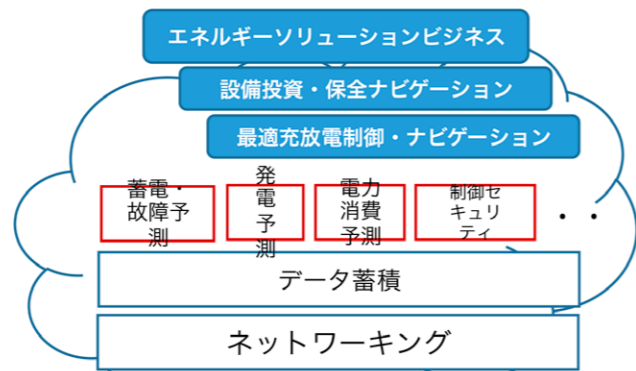 エネルギーソリューションビジネス
設備投資・保全ナビゲーション
最適充放電制御・ナビゲーション
蓄電・
故障予
測
発
電
予
測
電力
消費
予測
制御セ
キュリ
ティ
・・
データ蓄積
ネットワーキング